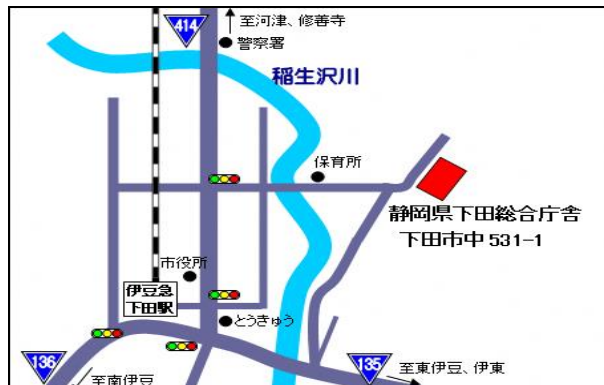 414
至河津、修善寺
警察署
稲生沢川
保育所
静岡県下田総合庁舎
下田市中531-1
市役所
伊豆急
下田駅
とうきゅう
136
至南伊豆
135
至東伊豆、伊東